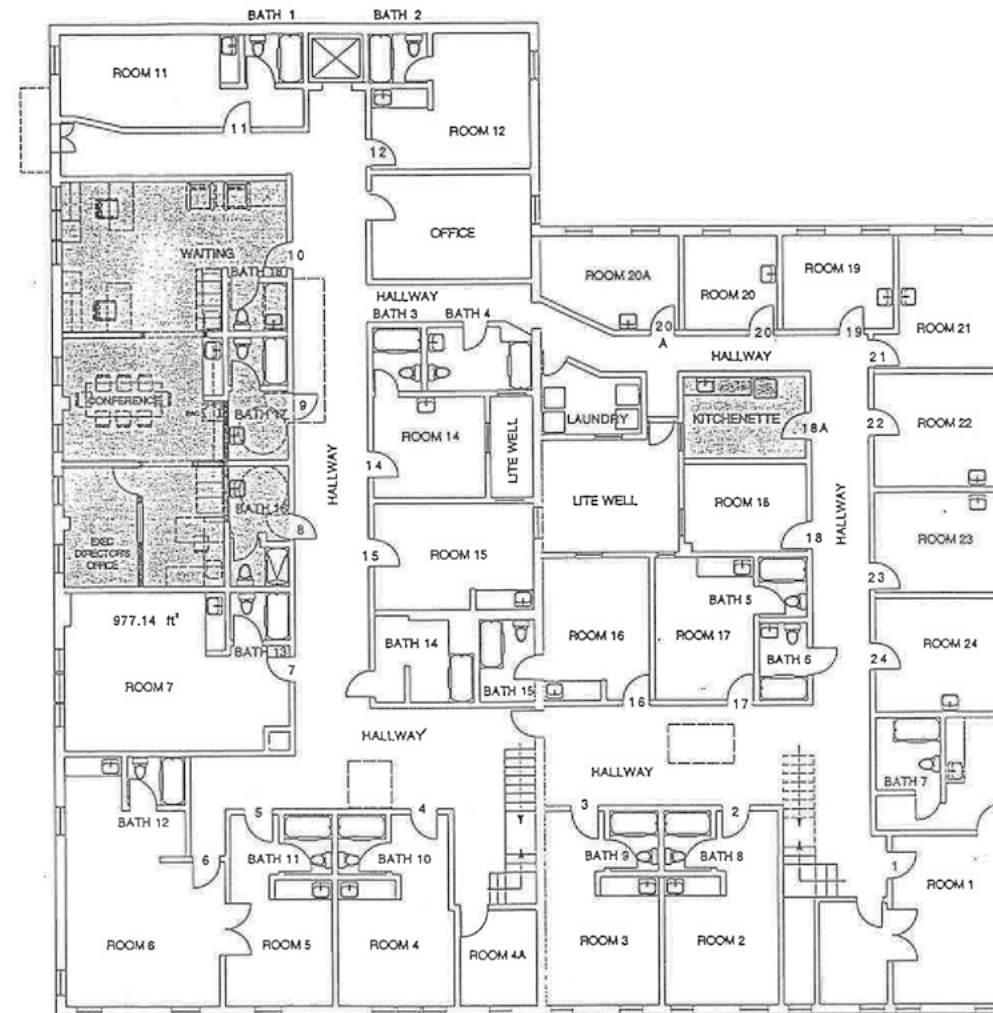 BATH 1
BATH 2
ROOM 11
ROOM 12
11
12
OFFICE
WAITING
10
BATH 18
HALLWAY
BATH 3
BATH 4
ROOM 20A
ROOM 20
ROOM 19
ROOM 21
20
A
20
19
HALLWAY
21
CONFERENCE
BATH 17
9
ROOM 14
LITE WELL
LAUNDRY
KITCHENETTE
18A
22
ROOM 22
14
HALLWAY
LITE WELL
ROOM 18
18
HALLWAY
BATH 16
8
EXEC
DIRECTOR'S
OFFICE
15
ROOM 15
ROOM 23
23
977.14 ft²
BATH 13
7
ROOM 7
BATH 14
BATH 15
ROOM 16
16
BATH 5
ROOM 17
17
BATH 6
ROOM 24
24
HALLWAY
HALLWAY
BATH 7
BATH 12
6
5
4
3
2
BATH 11
BATH 10
BATH 9
BATH 8
1
ROOM 1
ROOM 6
ROOM 5
ROOM 4
ROOM 4A
ROOM 3
ROOM 2